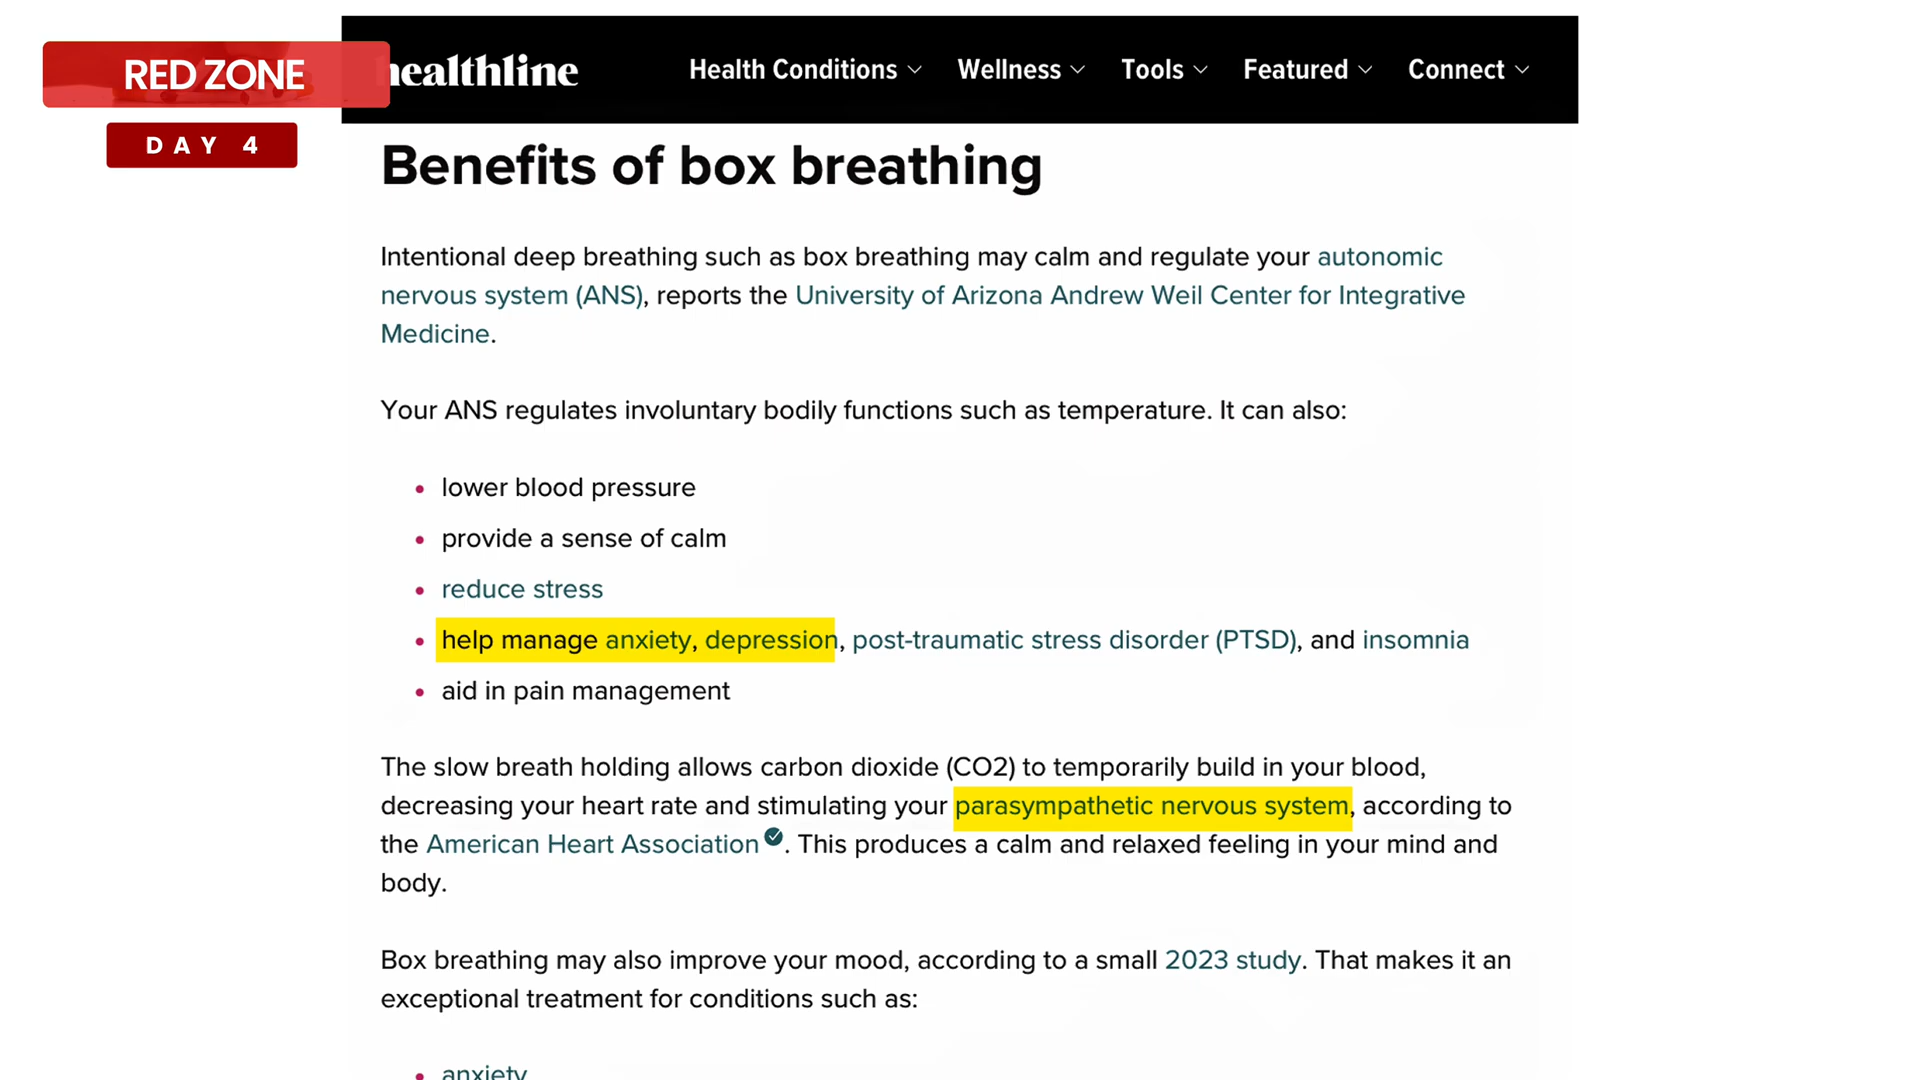 RED ZONE
DAY 4
healthline
Health Conditions
Wellness
Tools
Featured
Connect
Benefits of box breathing
Intentional deep breathing such as box breathing may calm and regulate your autonomic
nervous system (ANS), reports the University of Arizona Andrew Weil Center for Integrative
Medicine.
Your ANS regulates involuntary bodily functions such as temperature. It can also:
• lower blood pressure
• provide a sense of calm
• reduce stress
• help manage anxiety, depression, post-traumatic stress disorder (PTSD), and insomnia
• aid in pain management
The slow breath holding allows carbon dioxide (CO2) to temporarily build in your blood,
decreasing your heart rate and stimulating your parasympathetic nervous system, according to
the American Heart Association. This produces a calm and relaxed feeling in your mind and
body.
Box breathing may also improve your mood, according to a small 2023 study. That makes it an
exceptional treatment for conditions such as:
• anxiety